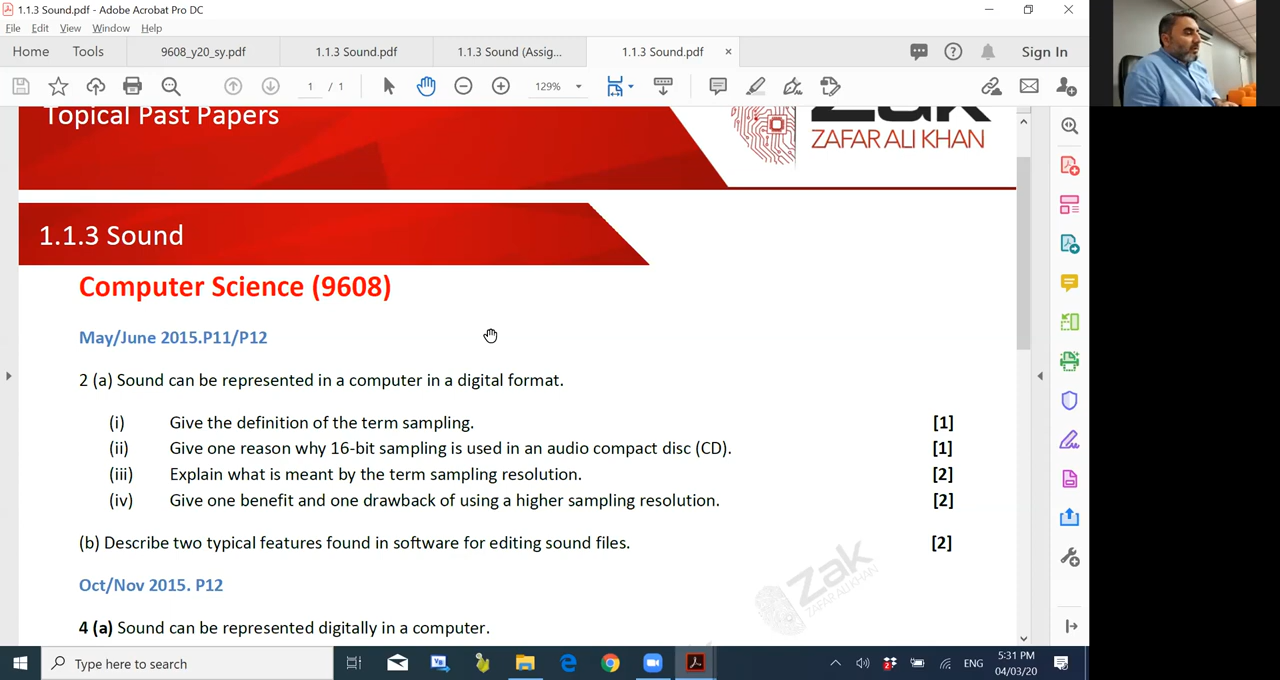 1.1.3 Sound.pdf - Adobe Acrobat Pro DC
File Edit View Window Help
Home Tools 9608_y20_sy.pdf 1.1.3 Sound.pdf 1.1.3 Sound (Assig... 1.1.3 Sound.pdf × Sign In
1 / 1 129%
Topical Past Papers
Zak
ZAFAR ALI KHAN
1.1.3 Sound
Computer Science (9608)
May/June 2015.P11/P12
2 (a) Sound can be represented in a computer in a digital format.
(i) Give the definition of the term sampling. [1]
(ii) Give one reason why 16-bit sampling is used in an audio compact disc (CD). [1]
(iii) Explain what is meant by the term sampling resolution. [2]
(iv) Give one benefit and one drawback of using a higher sampling resolution. [2]
(b) Describe two typical features found in software for editing sound files. [2]
Zak
ZAFAR ALI KHAN
Oct/Nov 2015. P12
4 (a) Sound can be represented digitally in a computer.
Type here to search
ENG
5:31 PM
04/03/20